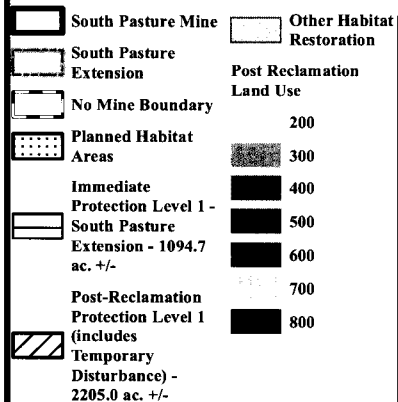 South Pasture Mine
South Pasture
Extension
No Mine Boundary
Planned Habitat
Areas
Immediate
Protection Level 1 -
South Pasture
Extension - 1094.7
ac. +/-
Post-Reclamation
Protection Level 1
(includes
Temporary
Disturbance) -
2205.0 ac. +/-
Other Habitat
Restoration
Post Reclamation
Land Use
200
300
400
500
600
700
800